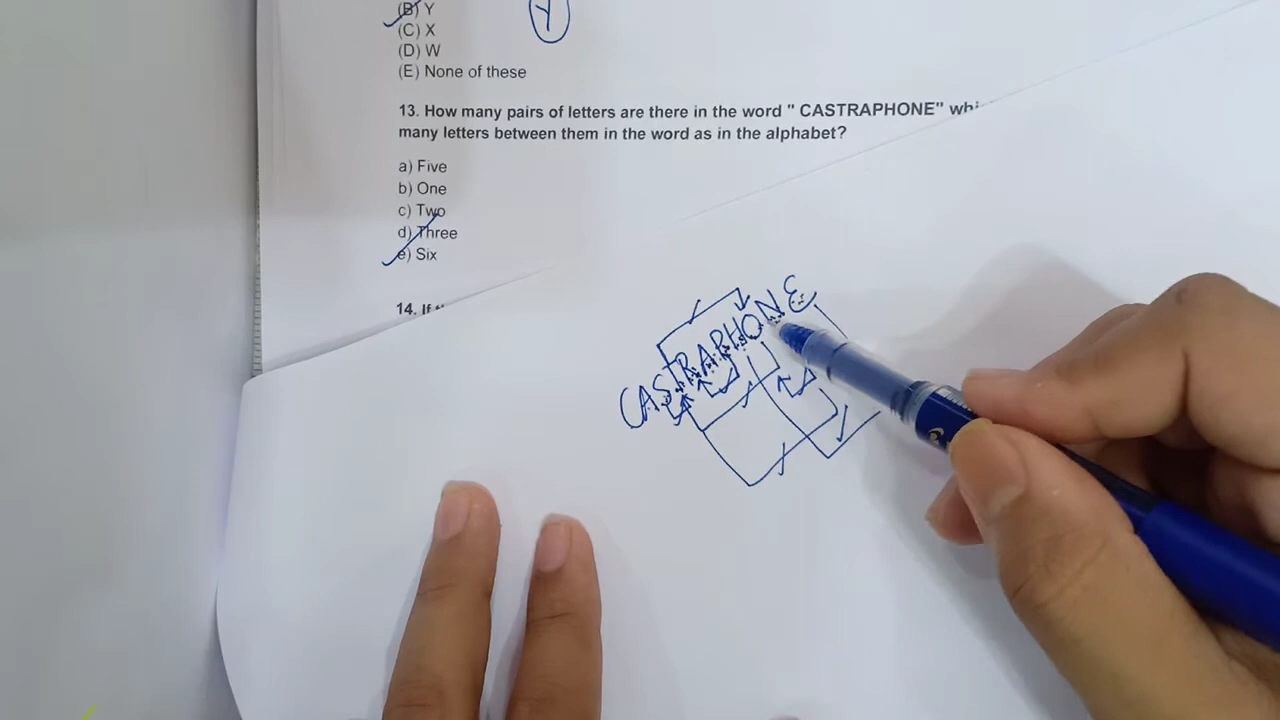 (B) Y
Y
(C) X
(D) W
(E) None of these
13. How many pairs of letters are there in the word " CASTRAPHONE"
many letters between them in the word as in the alphabet?
a) Five
b) One
c) Two
d) Three
e) Six
14. If
CASTRAPHONE